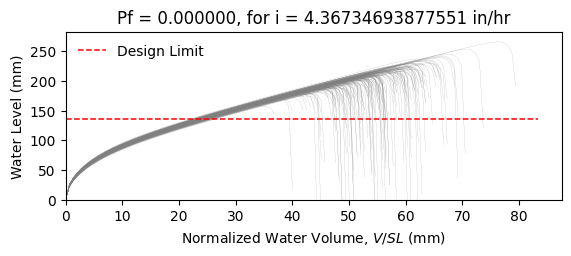 Pf = 0.000000, for i = 4.36734693877551 in/hr
Design Limit
Water Level (mm)
250
200
150
100
50
0
0 10 20 30 40 50 60 70 80
Normalized Water Volume, V/SL (mm)